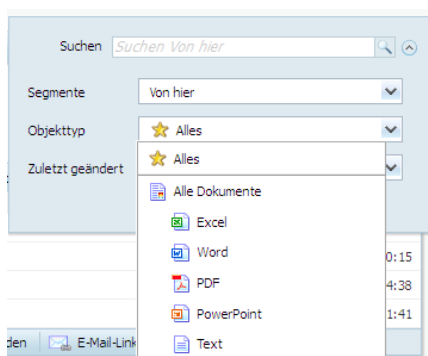 Suchen Suchen Von hier
Segmente Von hier
Objekttyp Alles
Zuletzt geändert Alles
Alle Dokumente
Excel
Word
0:15
PDF
4:38
PowerPoint
1:41
den E-Mail-Link
Text